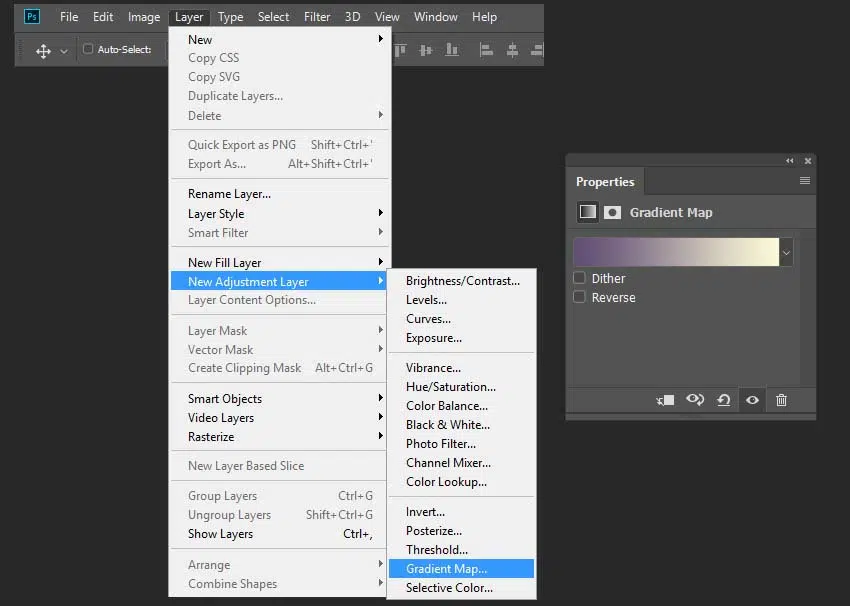 Ps File Edit Image Layer Type Select Filter 3D View Window Help
Auto-Select:
New
Copy CSS
Copy SVG
Duplicate Layers...
Delete
Quick Export as PNG Shift+Ctrl+'
Export As... Alt+Shift+Ctrl+'
Rename Layer...
Layer Style
Smart Filter
New Fill Layer
New Adjustment Layer
Layer Content Options...
Layer Mask
Vector Mask
Create Clipping Mask Alt+Ctrl+G
Smart Objects
Video Layers
Rasterize
New Layer Based Slice
Group Layers Ctrl+G
Ungroup Layers Shift+Ctrl+G
Show Layers Ctrl+,
Arrange
Combine Shapes
Brightness/Contrast...
Levels...
Curves...
Exposure...
Vibrance...
Hue/Saturation...
Color Balance...
Black & White...
Photo Filter...
Channel Mixer...
Color Lookup...
Invert...
Posterize...
Threshold...
Gradient Map...
Selective Color...
Properties
Gradient Map
Dither
Reverse